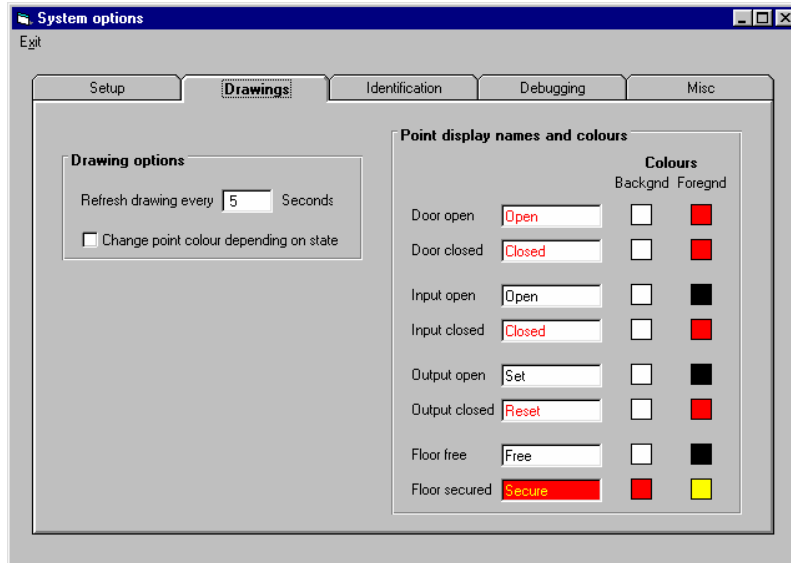 System options
Exit
Setup Drawings Identification Debugging Misc
Drawing options
Refresh drawing every 5 Seconds
Change point colour depending on state
Point display names and colours
Colours
Backgnd Foregnd
Door open Open
Door closed Closed
Input open Open
Input closed Closed
Output open Set
Output closed Reset
Floor free Free
Floor secured Secure